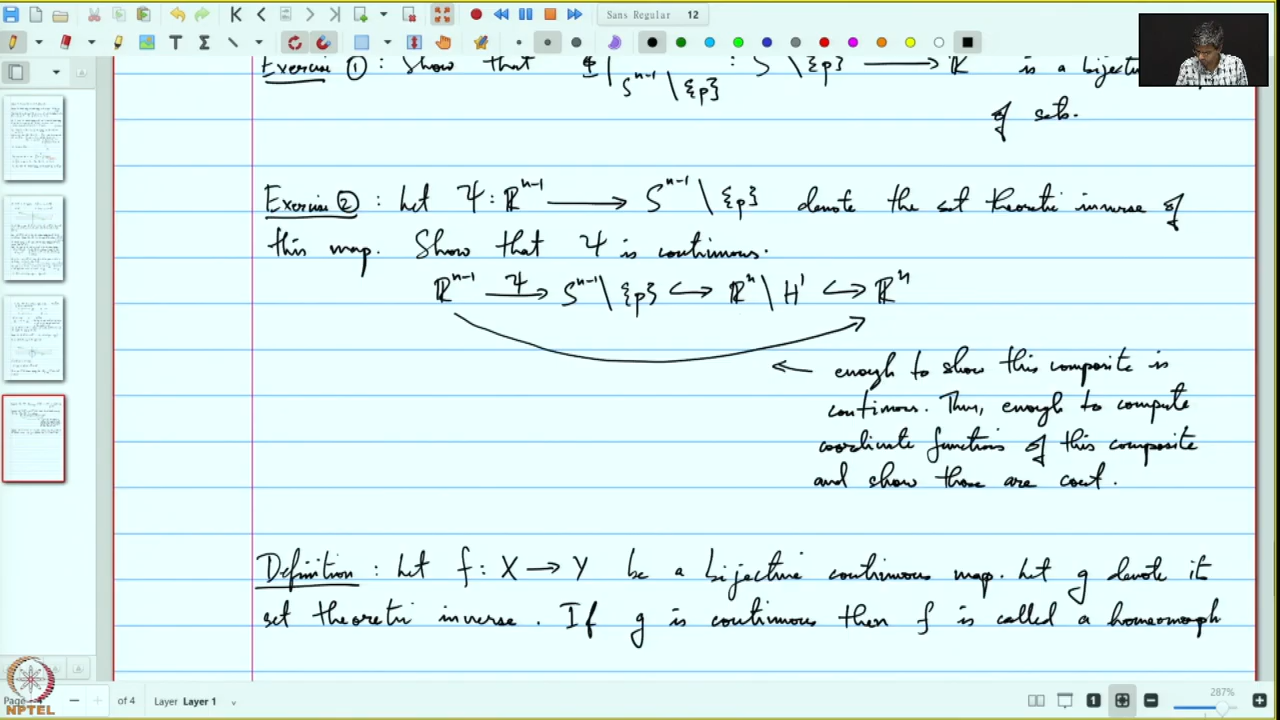 Sans Regular 12
Exercise ① : Show that Φ|_{S^{n-1} \ {p}} : S \ {p} ⟶ ℝ is a
of sets.
Exercise ② : Let Ψ : ℝ^{n-1} ⟶ S^{n-1} \ {p} denote the set theoretic inverse of
this map. Show that Ψ is continuous.
ℝ^{n-1} —Ψ→ S^{n-1} \ {p} ↪ ℝ^n \ H' ↪ ℝ^n
← enough to show this composite is
continous. Thus, enough to compute
coordinate functions of this composite
and show those are cont.
Definition : Let f : X → Y be a bijective continuous map. Let g denote its
set theoretic inverse. If g is continuous then f is called a homeomorph
Page of 4 Layer Layer 1 287%
NPTEL